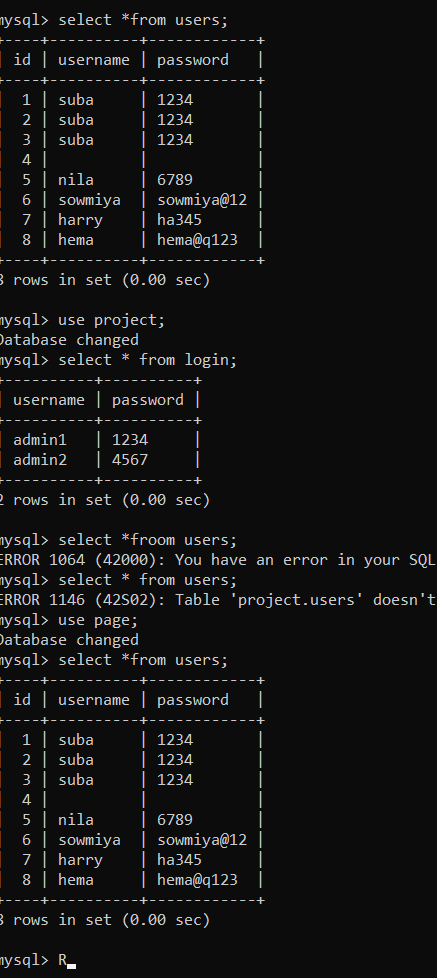 mysql> select *from users;
+----+----------+------------+
| id | username | password   |
+----+----------+------------+
|  1 | suba     | 1234       |
|  2 | suba     | 1234       |
|  3 | suba     | 1234       |
|  4 |          |            |
|  5 | nila     | 6789       |
|  6 | sowmiya  | sowmiya@12 |
|  7 | harry    | ha345      |
|  8 | hema     | hema@q123  |
+----+----------+------------+
8 rows in set (0.00 sec)

mysql> use project;
Database changed
mysql> select * from login;
+----------+----------+
| username | password |
+----------+----------+
| admin1   | 1234     |
| admin2   | 4567     |
+----------+----------+
2 rows in set (0.00 sec)

mysql> select *froom users;
ERROR 1064 (42000): You have an error in your SQL
mysql> select * from users;
ERROR 1146 (42S02): Table 'project.users' doesn't
mysql> use page;
Database changed
mysql> select *from users;
+----+----------+------------+
| id | username | password   |
+----+----------+------------+
|  1 | suba     | 1234       |
|  2 | suba     | 1234       |
|  3 | suba     | 1234       |
|  4 |          |            |
|  5 | nila     | 6789       |
|  6 | sowmiya  | sowmiya@12 |
|  7 | harry    | ha345      |
|  8 | hema     | hema@q123  |
+----+----------+------------+
8 rows in set (0.00 sec)

mysql> R